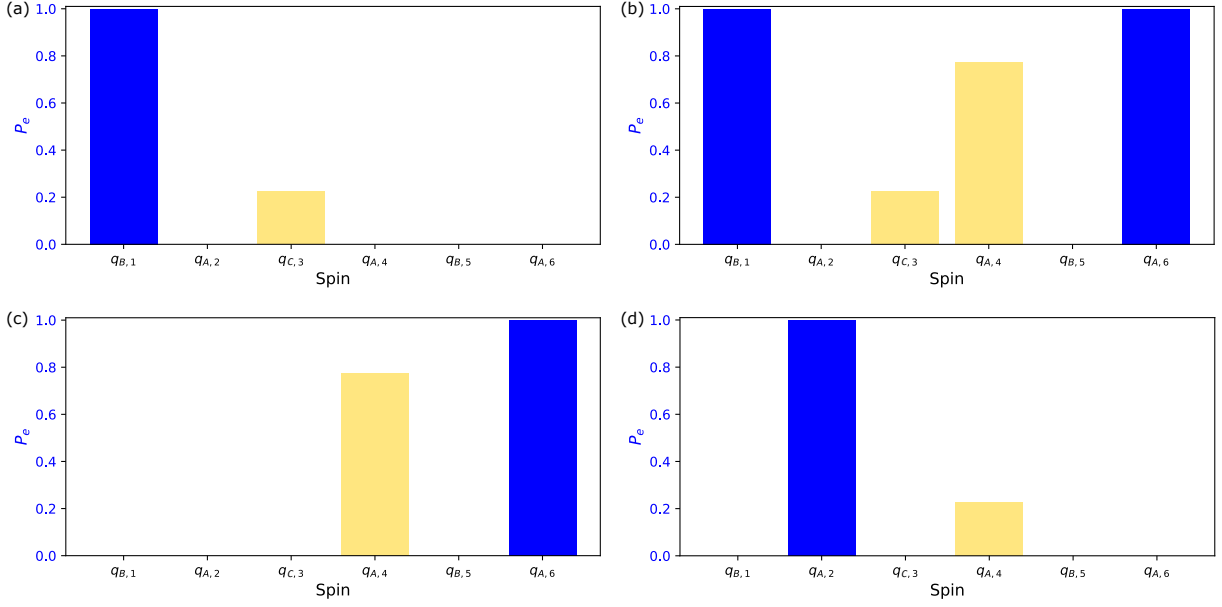 (a)
1.0
0.8
0.6
0.4
0.2
0.0
P_e
q_{B,1} q_{A,2} q_{C,3} q_{A,4} q_{B,5} q_{A,6}
Spin
(b)
1.0
0.8
0.6
0.4
0.2
0.0
P_e
q_{B,1} q_{A,2} q_{C,3} q_{A,4} q_{B,5} q_{A,6}
Spin
(c)
1.0
0.8
0.6
0.4
0.2
0.0
P_e
q_{B,1} q_{A,2} q_{C,3} q_{A,4} q_{B,5} q_{A,6}
Spin
(d)
1.0
0.8
0.6
0.4
0.2
0.0
P_e
q_{B,1} q_{A,2} q_{C,3} q_{A,4} q_{B,5} q_{A,6}
Spin